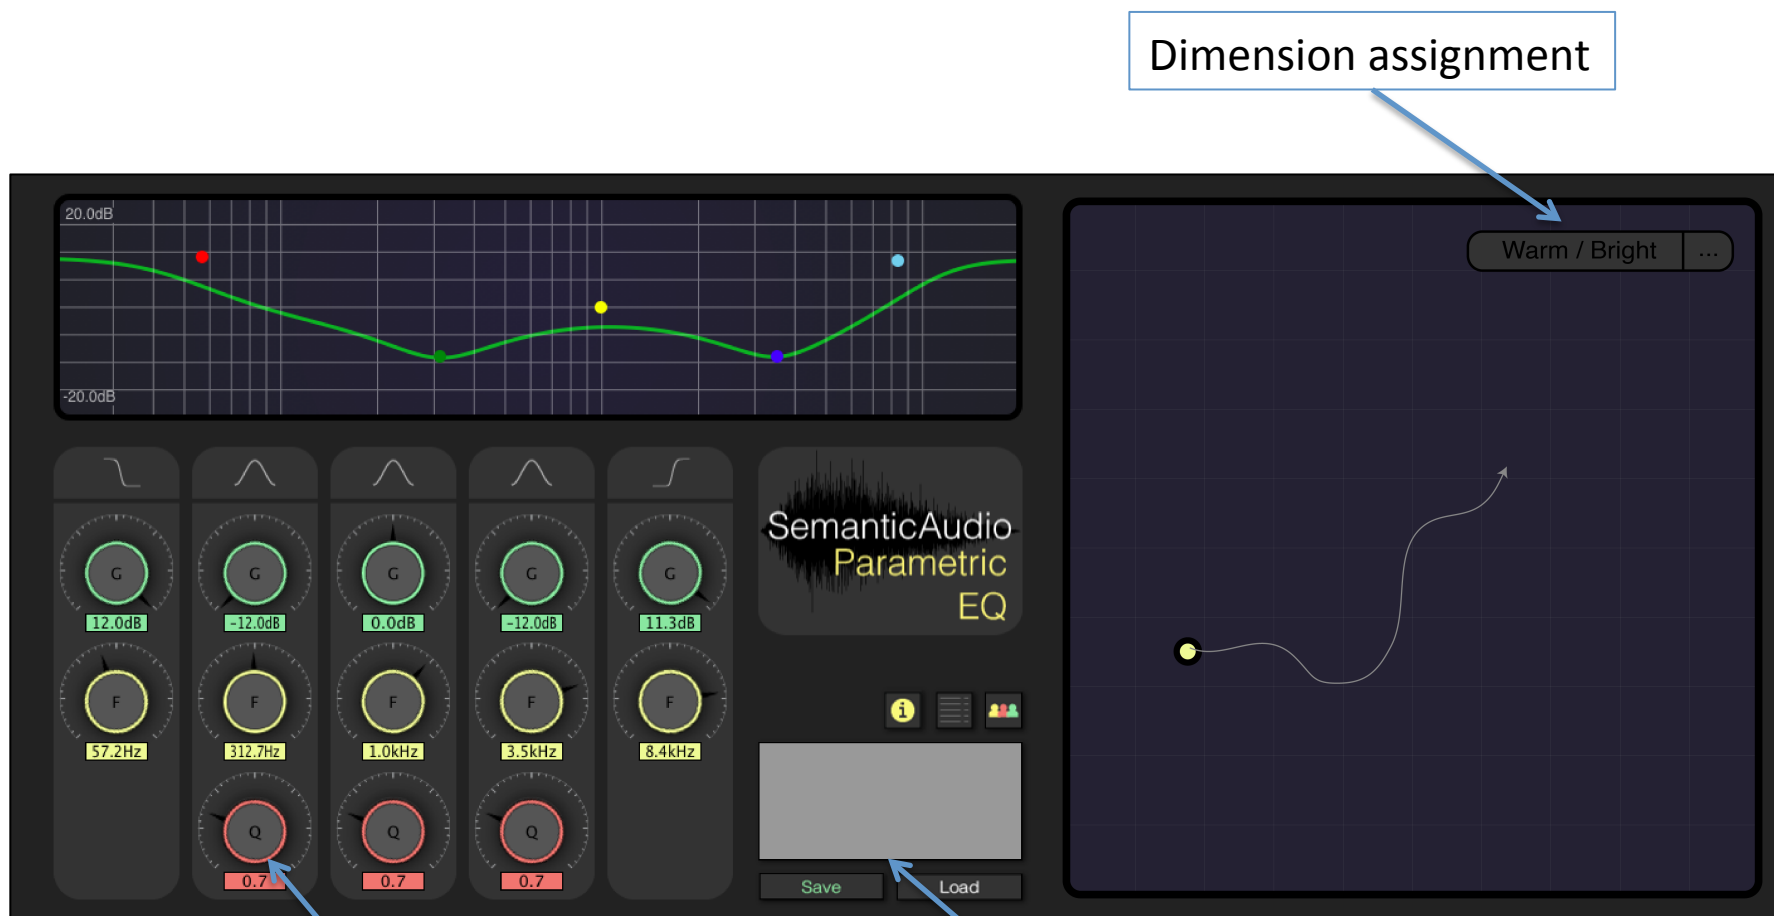 Dimension assignment
20.0dB
-20.0dB
Warm / Bright ...
SemanticAudio
Parametric
EQ
G G G G G
12.0dB -12.0dB 0.0dB -12.0dB 11.3dB
F F F F F
57.2Hz 312.7Hz 1.0kHz 3.5kHz 8.4kHz
i
Q Q Q
0.7 0.7 0.7
Save Load